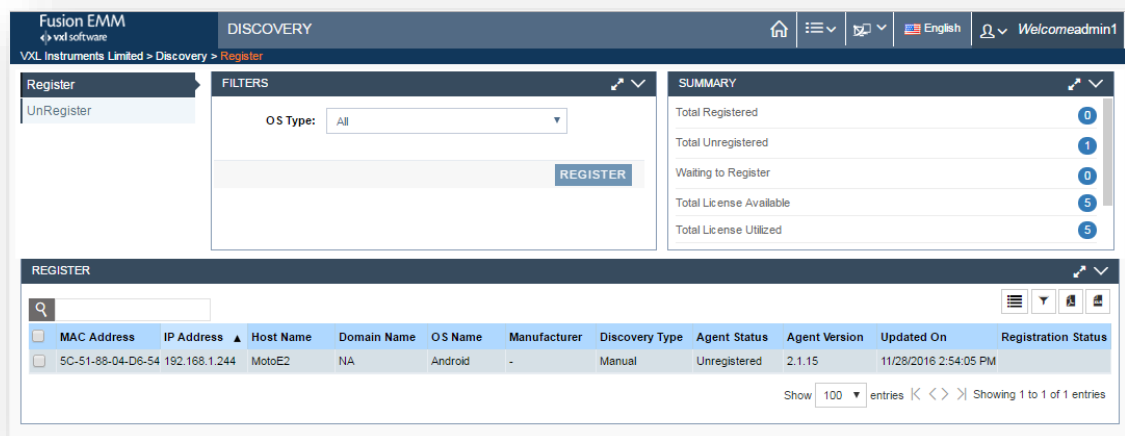 Fusion EMM
vxl software
DISCOVERY
English
Welcomeadmin1
VXL Instruments Limited > Discovery > Register
Register
UnRegister
FILTERS
OS Type: All
REGISTER
SUMMARY
Total Registered 0
Total Unregistered 1
Waiting to Register 0
Total License Available 5
Total License Utilized 5
REGISTER
MAC Address IP Address ▲ Host Name Domain Name OS Name Manufacturer Discovery Type Agent Status Agent Version Updated On Registration Status
5C-51-88-04-D6-54 192.168.1.244 MotoE2 NA Android - Manual Unregistered 2.1.15 11/28/2016 2:54:05 PM
Show 100 entries Showing 1 to 1 of 1 entries